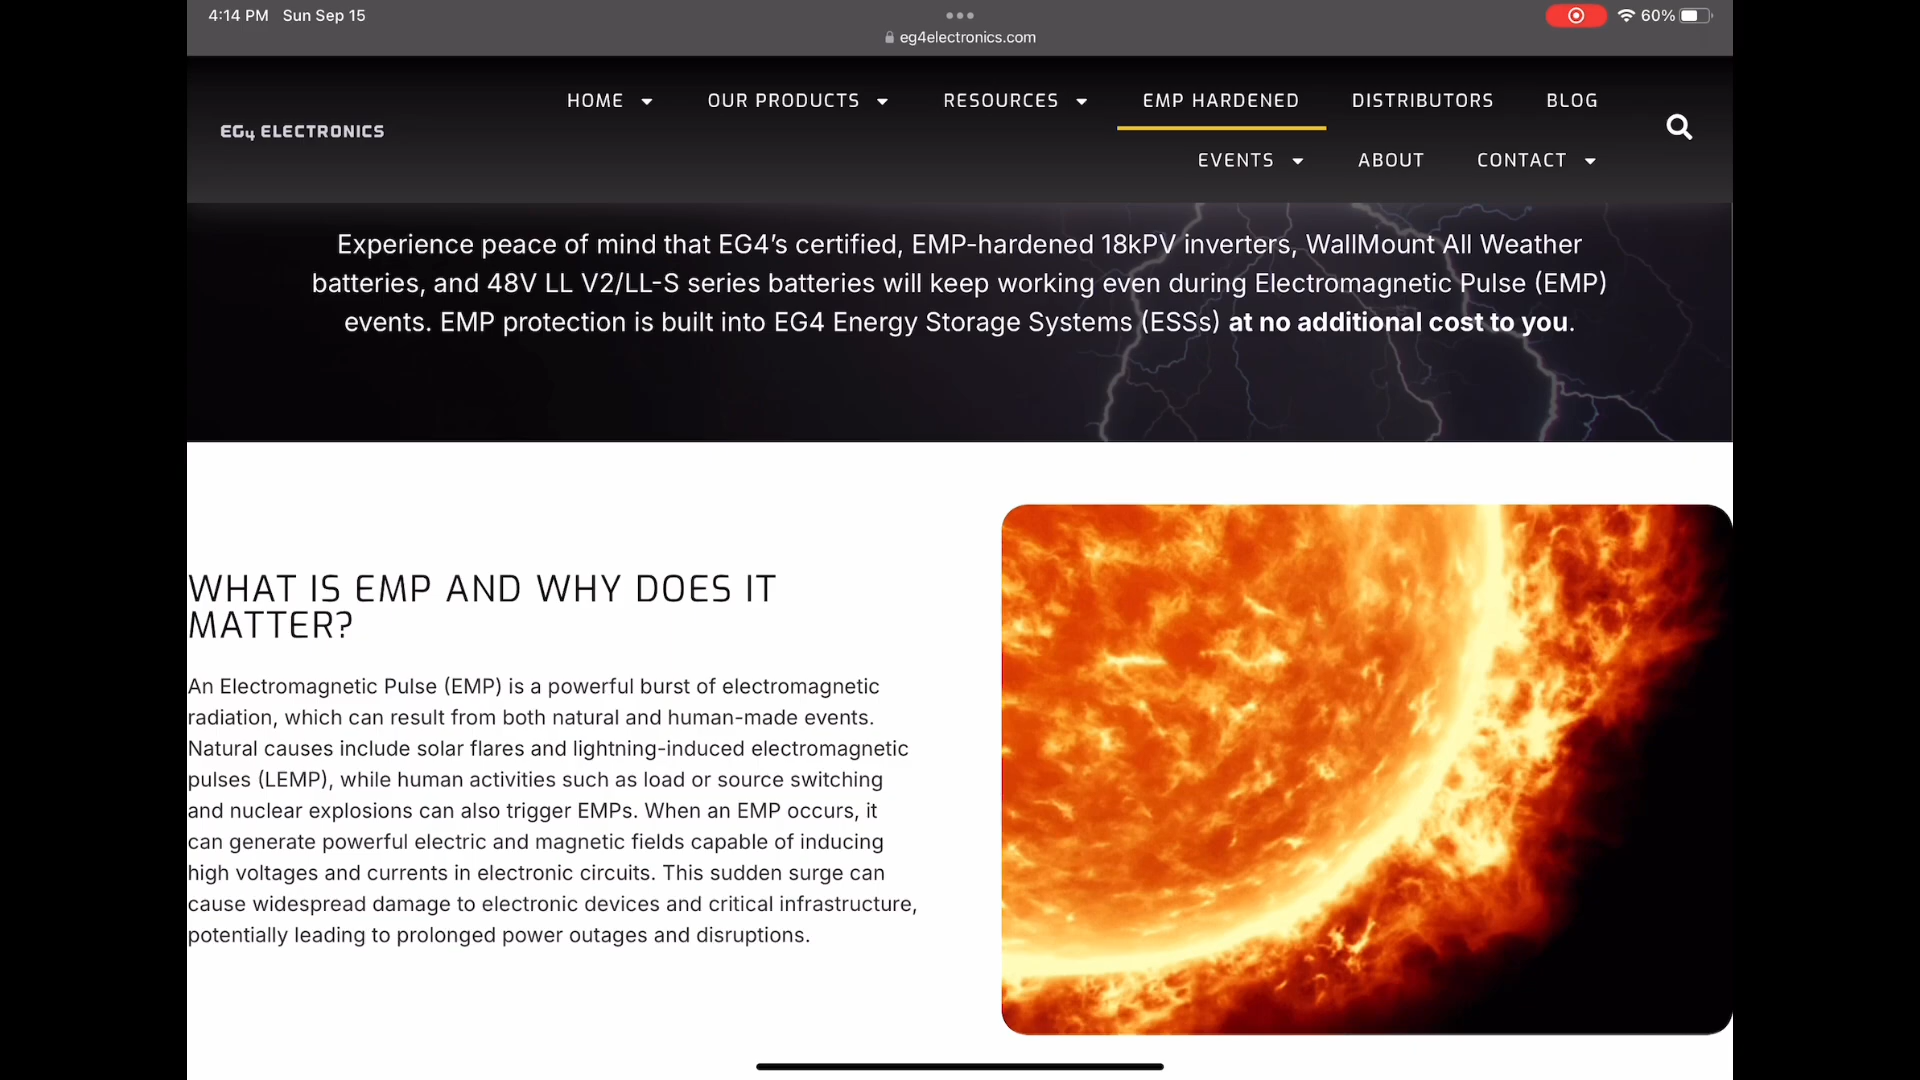 4:14 PM Sun Sep 15
60%
eg4electronics.com
HOME OUR PRODUCTS RESOURCES EMP HARDENED DISTRIBUTORS BLOG
EG4 ELECTRONICS
EVENTS ABOUT CONTACT
Experience peace of mind that EG4’s certified, EMP-hardened 18kPV inverters, WallMount All Weather
batteries, and 48V LL V2/LL-S series batteries will keep working even during Electromagnetic Pulse (EMP)
events. EMP protection is built into EG4 Energy Storage Systems (ESSs) at no additional cost to you.
WHAT IS EMP AND WHY DOES IT
MATTER?
An Electromagnetic Pulse (EMP) is a powerful burst of electromagnetic
radiation, which can result from both natural and human-made events.
Natural causes include solar flares and lightning-induced electromagnetic
pulses (LEMP), while human activities such as load or source switching
and nuclear explosions can also trigger EMPs. When an EMP occurs, it
can generate powerful electric and magnetic fields capable of inducing
high voltages and currents in electronic circuits. This sudden surge can
cause widespread damage to electronic devices and critical infrastructure,
potentially leading to prolonged power outages and disruptions.